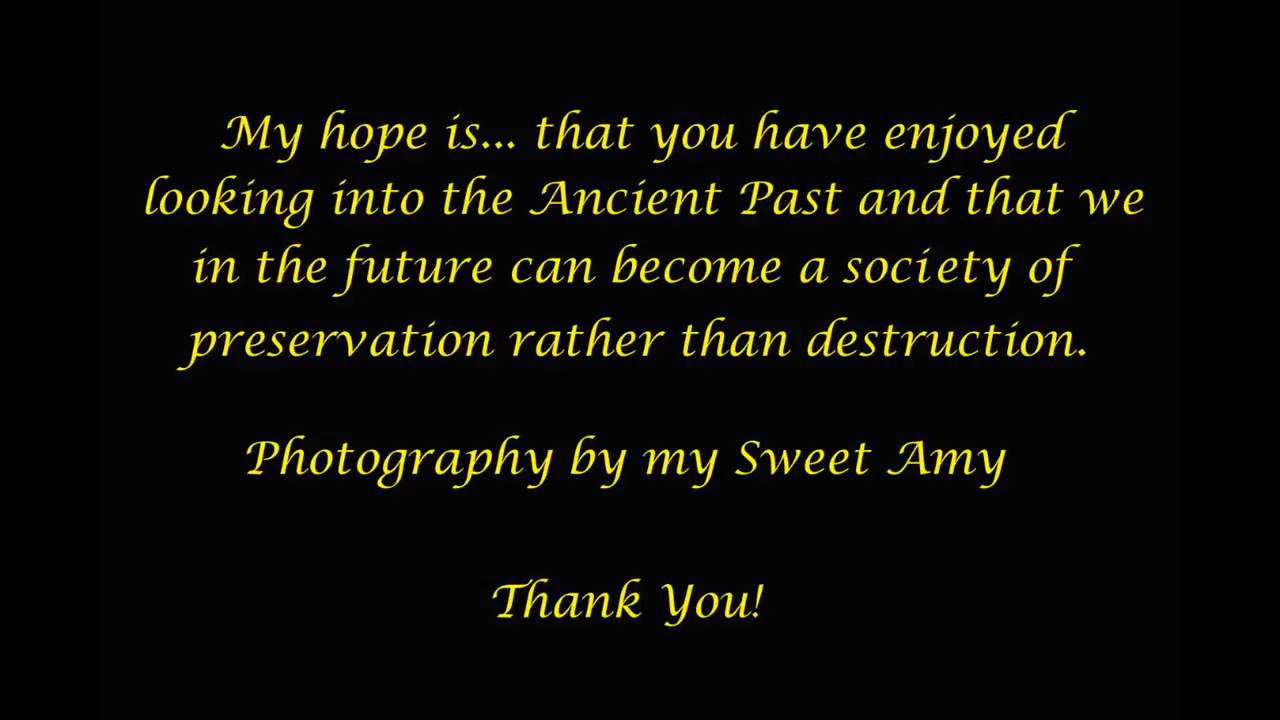 My hope is... that you have enjoyed
looking into the Ancient Past and that we
in the future can become a society of
preservation rather than destruction.
Photography by my Sweet Amy
Thank You!